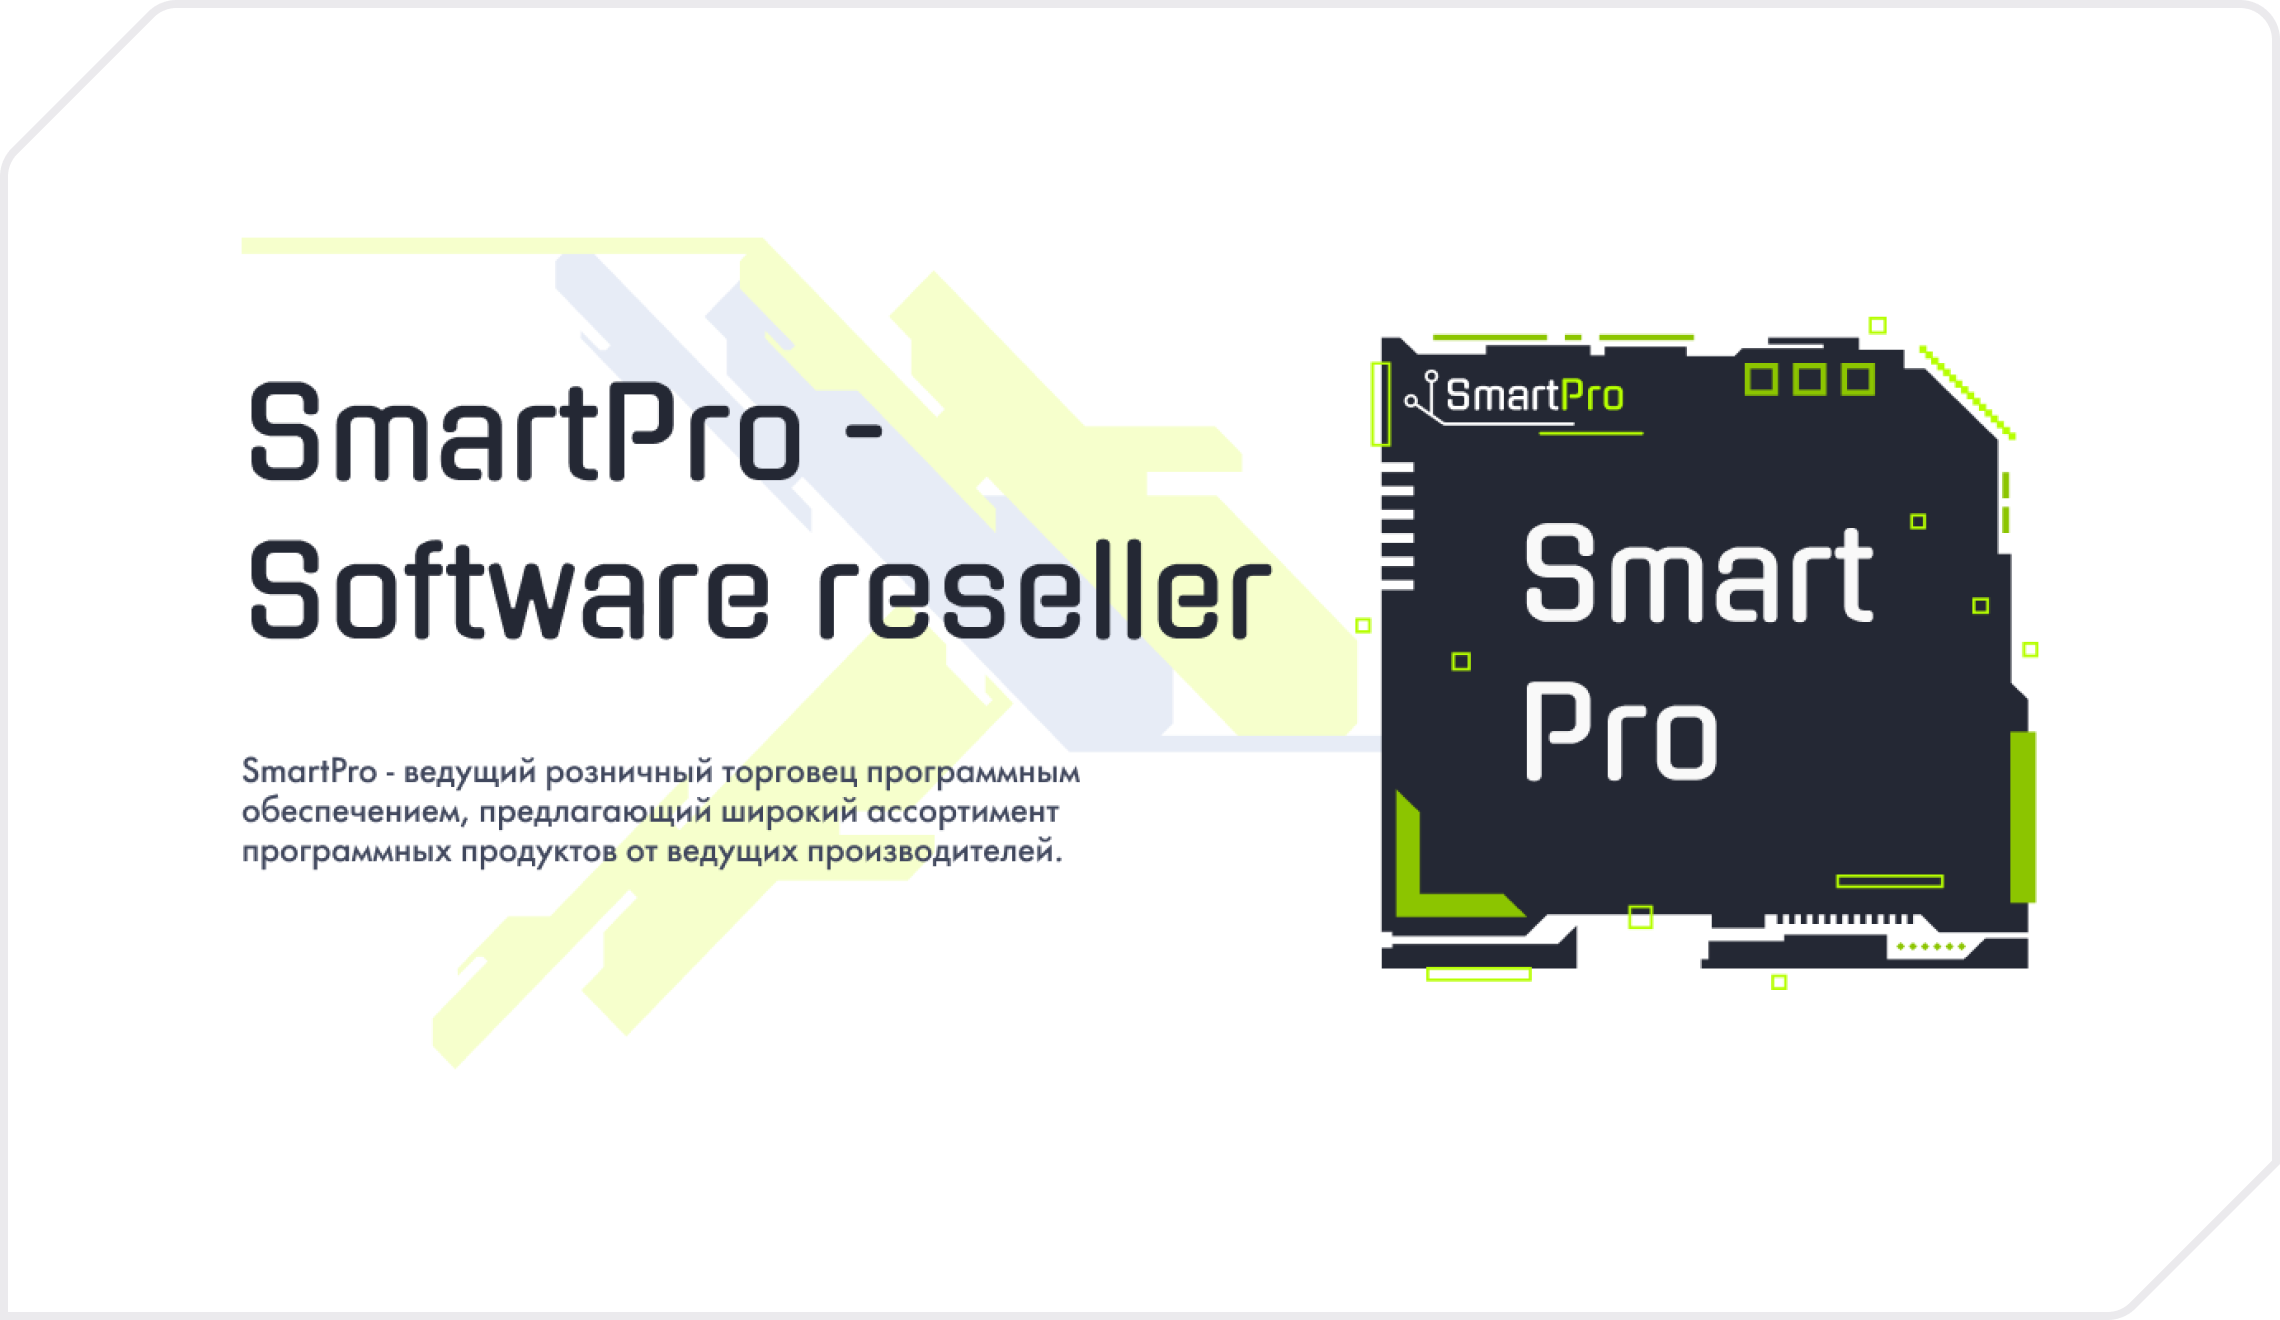 SmartPro -
Software reseller
SmartPro - ведущий розничный торговец программным
обеспечением, предлагающий широкий ассортимент
программных продуктов от ведущих производителей.
SmartPro
Smart
Pro